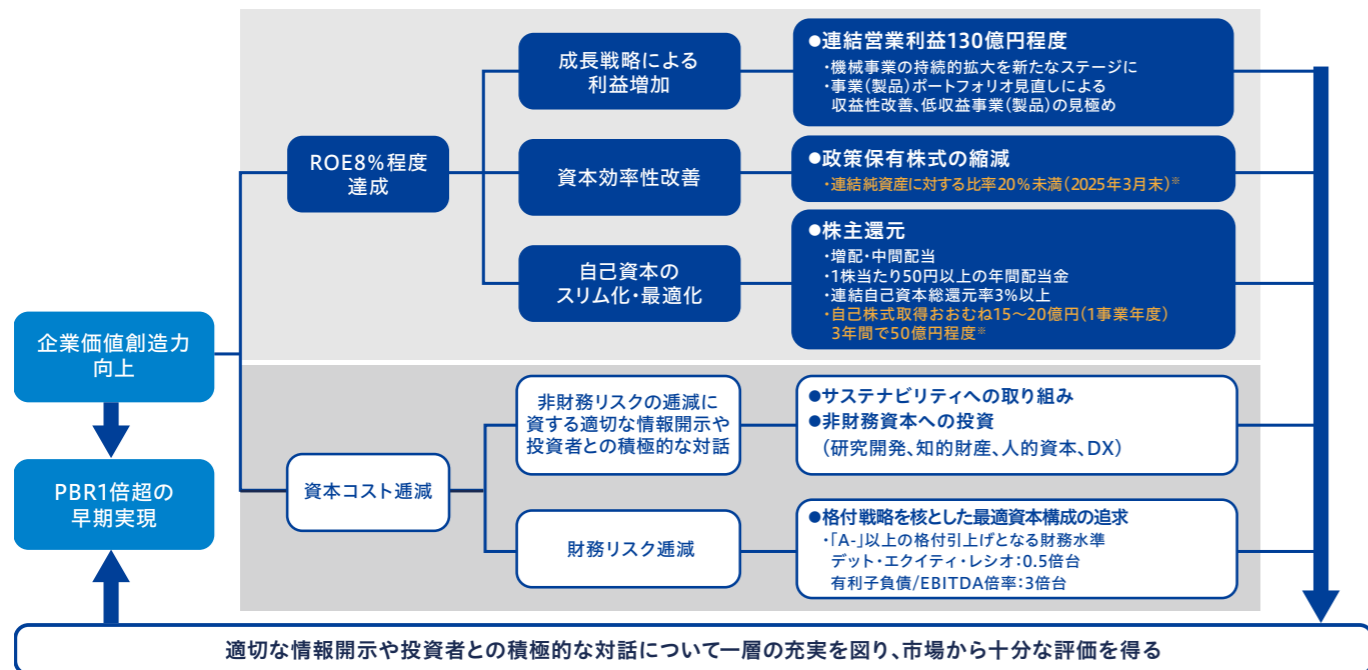 企業価値創造力
向上
PBR1倍超の
早期実現
ROE8%程度
達成
成長戦略による
利益増加
●連結営業利益130億円程度
・機械事業の持続的拡大を新たなステージに
・事業(製品)ポートフォリオ見直しによる
収益性改善、低収益事業(製品)の見極め
資本効率性改善
●政策保有株式の縮減
・連結純資産に対する比率20%未満(2025年3月末)※
自己資本の
スリム化・最適化
●株主還元
・増配・中間配当
・1株当たり50円以上の年間配当金
・連結自己資本総還元率3%以上
・自己株式取得おおむね15〜20億円(1事業年度)
3年間で50億円程度※
資本コスト逓減
非財務リスクの逓減に
資する適切な情報開示や
投資者との積極的な対話
●サステナビリティへの取り組み
●非財務資本への投資
(研究開発、知的財産、人的資本、DX)
財務リスク逓減
●格付戦略を核とした最適資本構成の追求
・「A-」以上の格付引上げとなる財務水準
デット・エクイティ・レシオ:0.5倍台
有利子負債/EBITDA倍率:3倍台
適切な情報開示や投資者との積極的な対話について一層の充実を図り、市場から十分な評価を得る